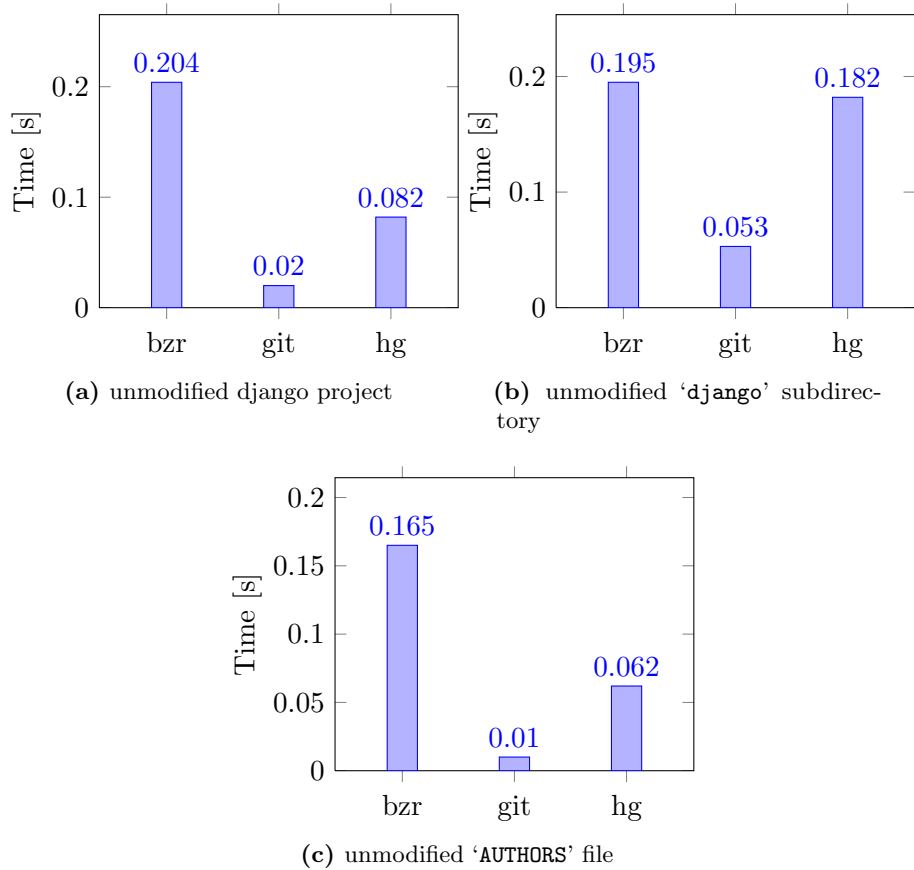 0.2
0.1
0
Time [s]
0.204
0.02
0.082
bzr git hg
(a) unmodified django project
0.2
0.1
0
Time [s]
0.195
0.053
0.182
bzr git hg
(b) unmodified ‘django’ subdirec-
tory
0.2
0.15
0.1
0.05
0
Time [s]
0.165
0.01
0.062
bzr git hg
(c) unmodified ‘AUTHORS’ file